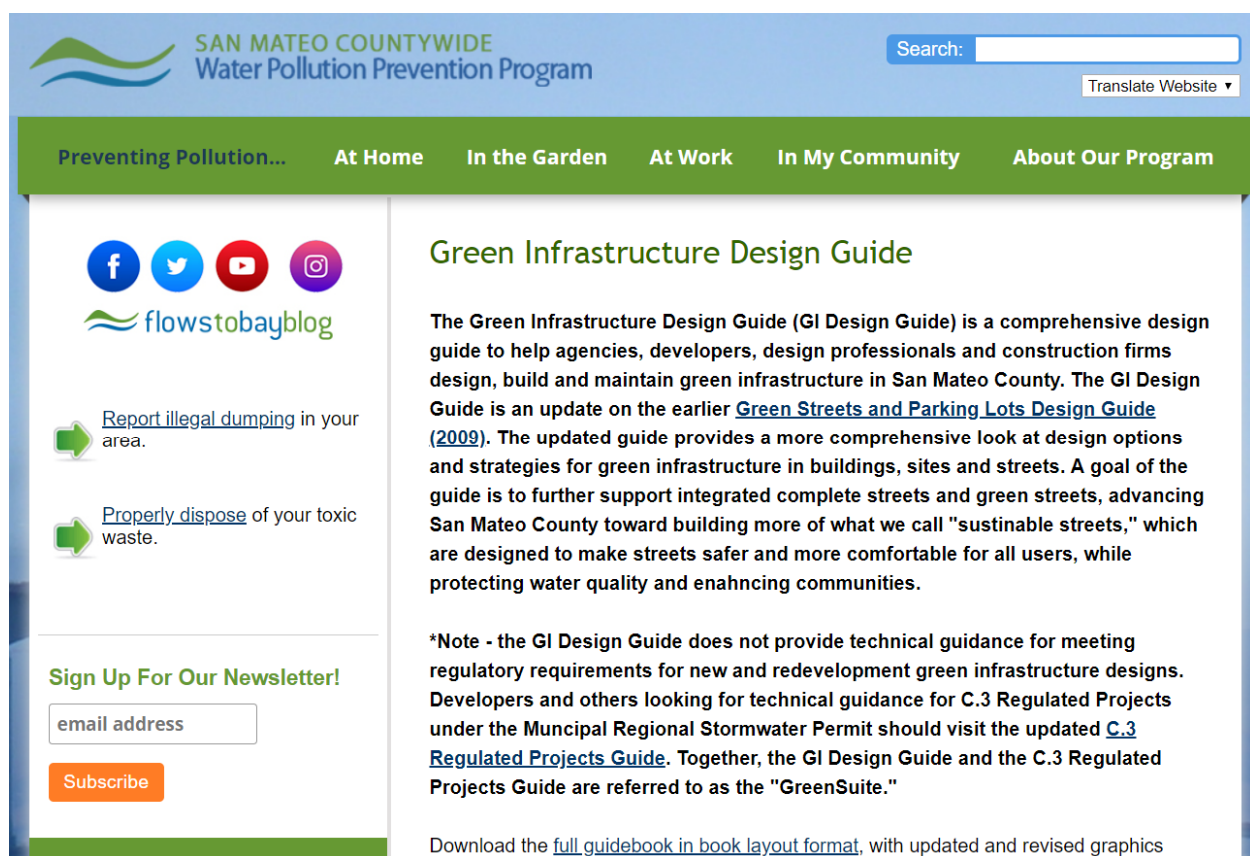 SAN MATEO COUNTYWIDE
Water Pollution Prevention Program
Search:
Translate Website
Preventing Pollution... At Home In the Garden At Work In My Community About Our Program
flowstobayblog
Report illegal dumping in your
area.
Properly dispose of your toxic
waste.
Sign Up For Our Newsletter!
email address
Subscribe
Green Infrastructure Design Guide
The Green Infrastructure Design Guide (GI Design Guide) is a comprehensive design
guide to help agencies, developers, design professionals and construction firms
design, build and maintain green infrastructure in San Mateo County. The GI Design
Guide is an update on the earlier Green Streets and Parking Lots Design Guide
(2009). The updated guide provides a more comprehensive look at design options
and strategies for green infrastructure in buildings, sites and streets. A goal of the
guide is to further support integrated complete streets and green streets, advancing
San Mateo County toward building more of what we call "sustinable streets," which
are designed to make streets safer and more comfortable for all users, while
protecting water quality and enahncing communities.
*Note - the GI Design Guide does not provide technical guidance for meeting
regulatory requirements for new and redevelopment green infrastructure designs.
Developers and others looking for technical guidance for C.3 Regulated Projects
under the Muncipal Regional Stormwater Permit should visit the updated C.3
Regulated Projects Guide. Together, the GI Design Guide and the C.3 Regulated
Projects Guide are referred to as the "GreenSuite."
Download the full guidebook in book layout format, with updated and revised graphics